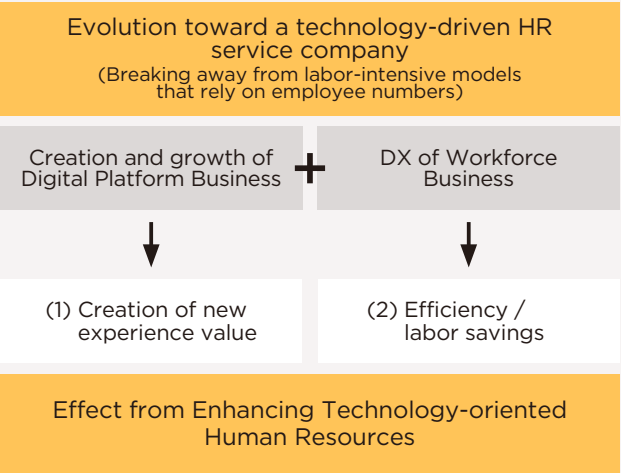 Evolution toward a technology-driven HR
service company
(Breaking away from labor-intensive models
that rely on employee numbers)
Creation and growth of
Digital Platform Business
+
DX of Workforce
Business
(1) Creation of new
experience value
(2) Efficiency /
labor savings
Effect from Enhancing Technology-oriented
Human Resources